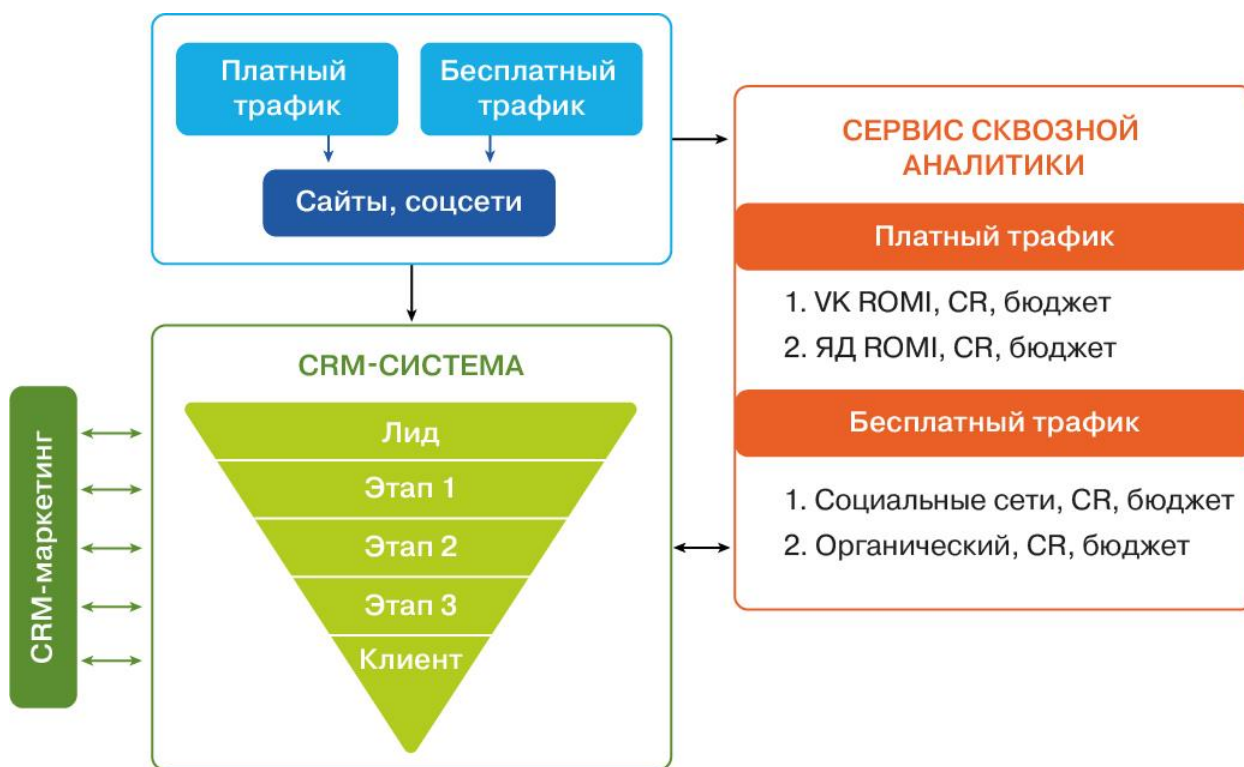 Платный
трафик
Бесплатный
трафик
Сайты, соцсети
СЕРВИС СКВОЗНОЙ
АНАЛИТИКИ
Платный трафик
1. VK ROMI, CR, бюджет
2. ЯД ROMI, CR, бюджет
Бесплатный трафик
1. Социальные сети, CR, бюджет
2. Органический, CR, бюджет
CRM-СИСТЕМА
Лид
Этап 1
Этап 2
Этап 3
Клиент
CRM-маркетинг